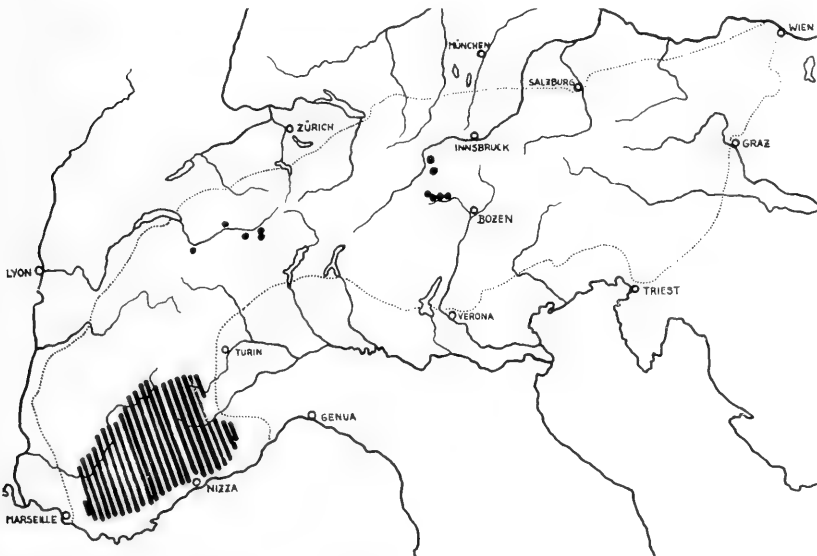 WIEN
MÜNCHEN
SALZBURG
ZÜRICH
INNSBRUCK
GRAZ
BOZEN
LYON
TRIEST
VERONA
TURIN
GENUA
NIZZA
MARSEILLE